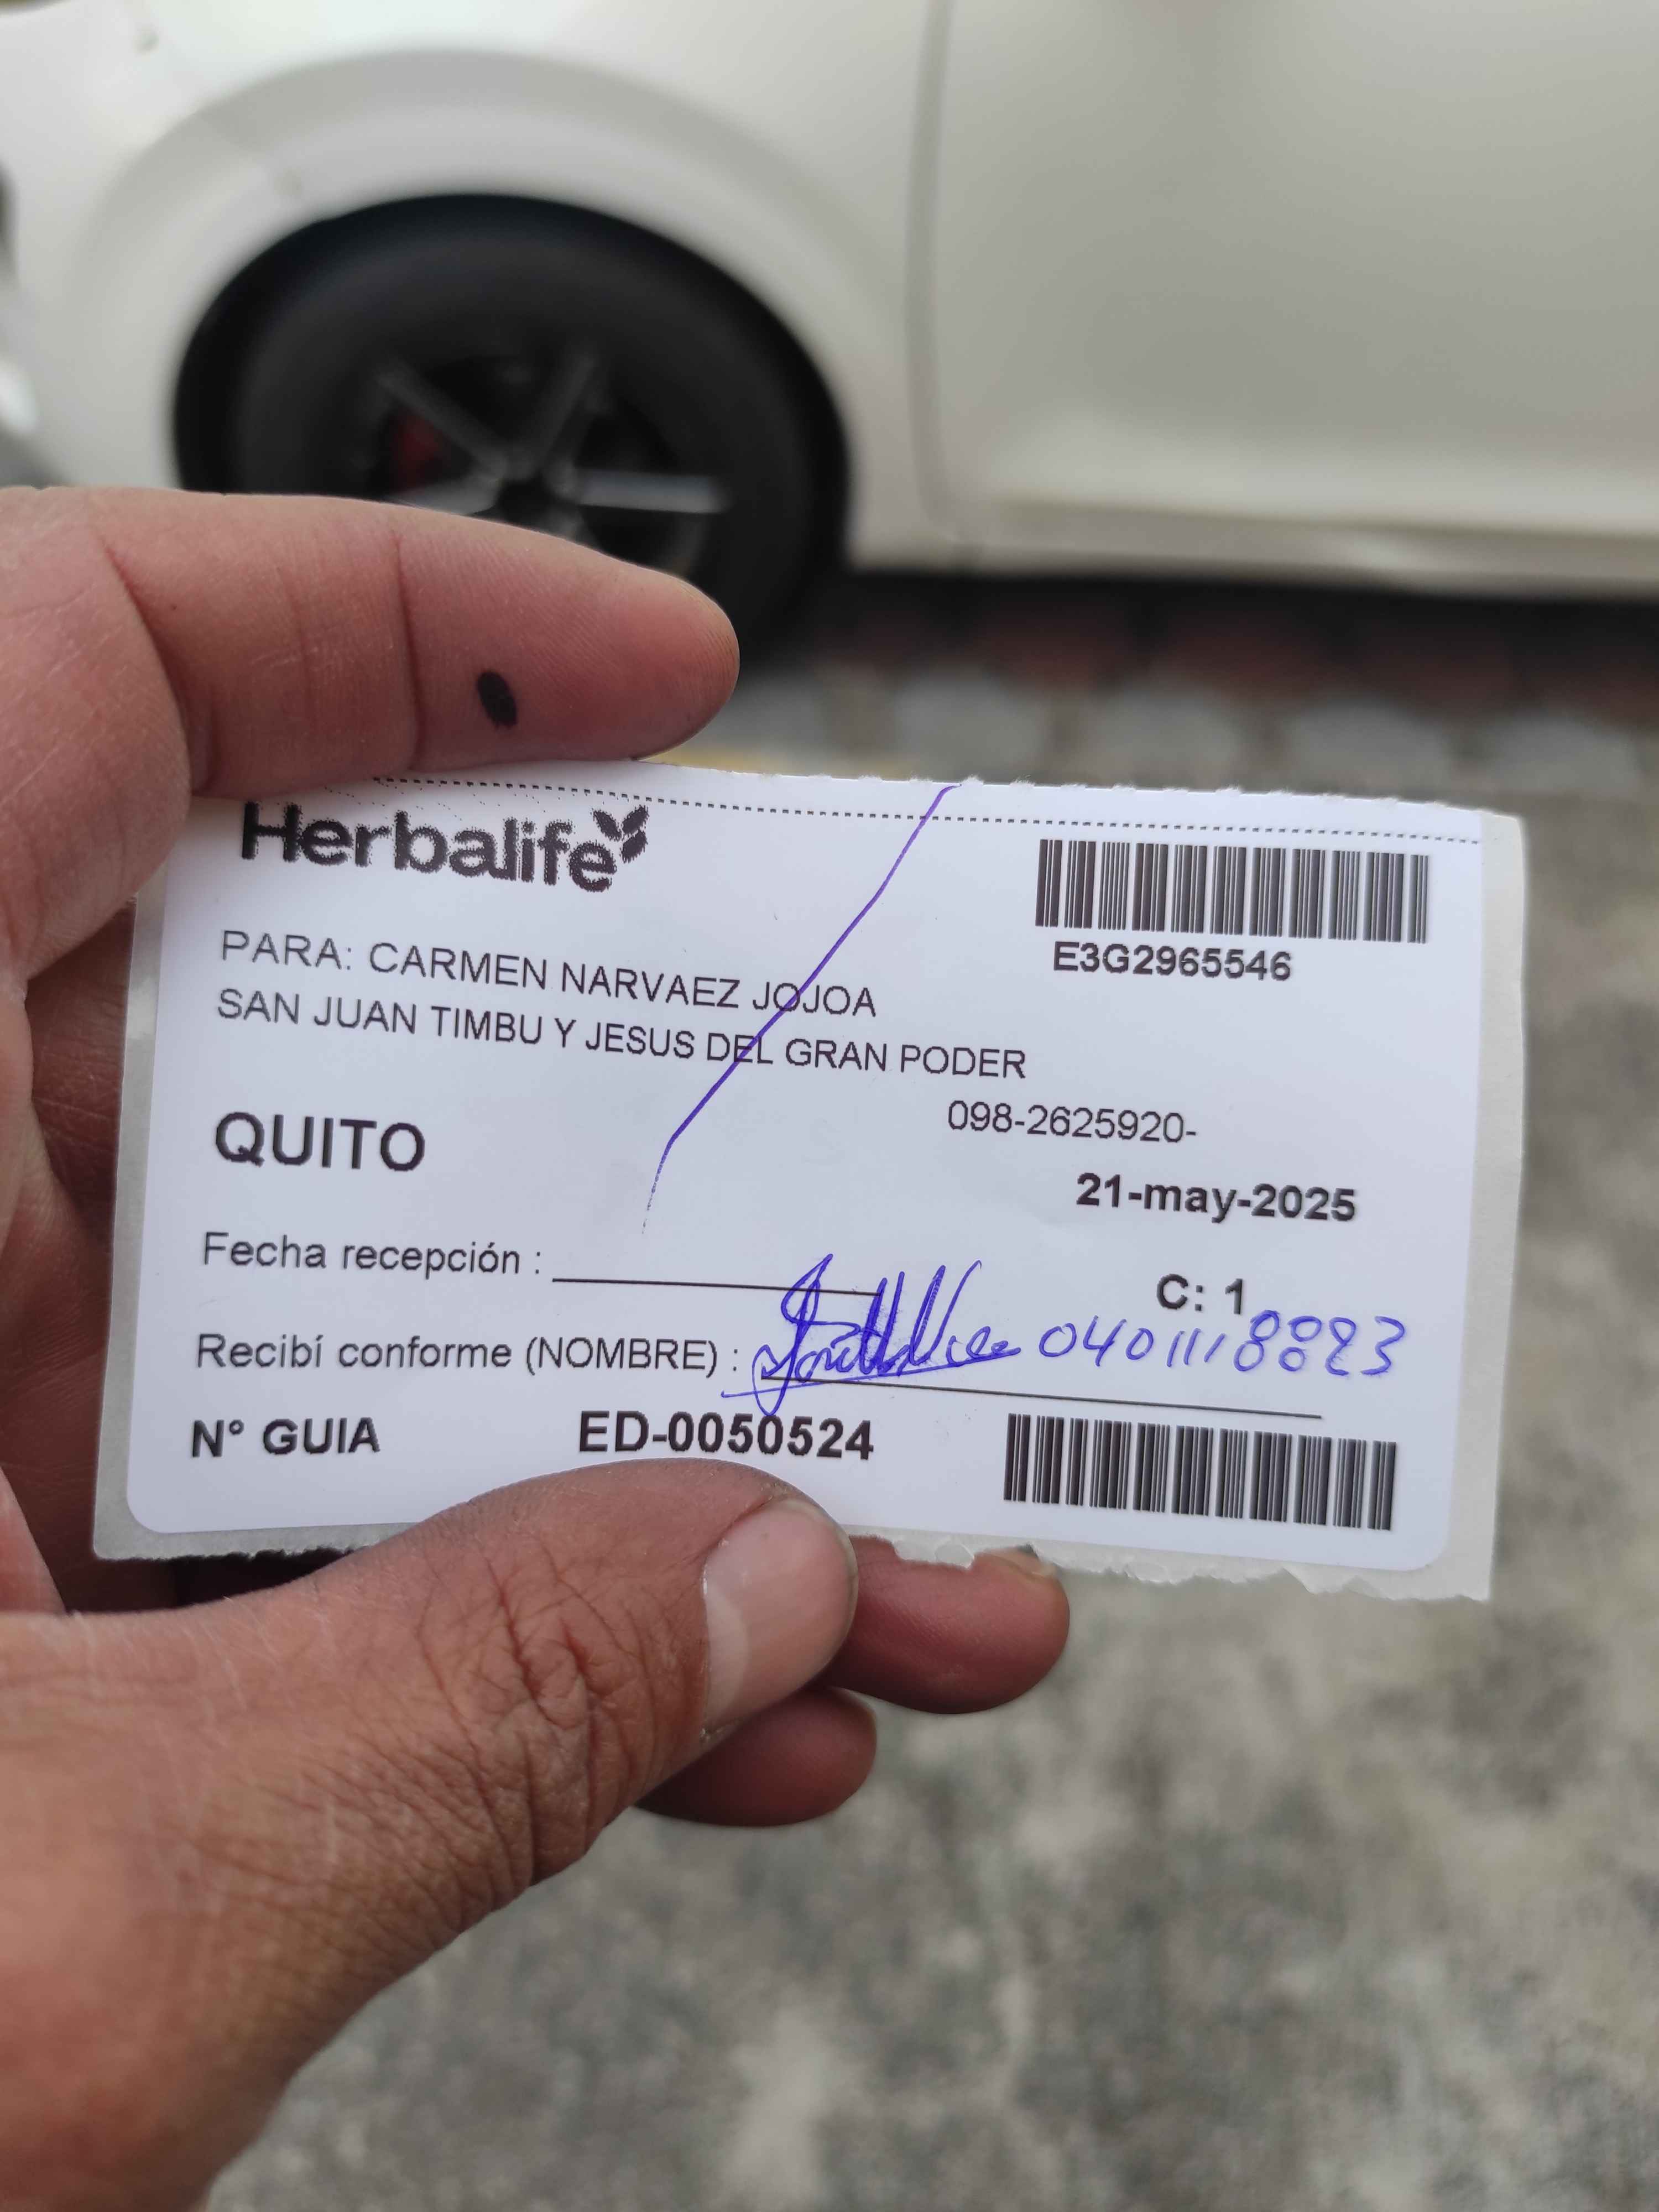 Herbalife
E3G2965546
PARA: CARMEN NARVAEZ JOJOA
SAN JUAN TIMBU Y JESUS DEL GRAN PODER
098-2625920-
QUITO
21-may-2025
Fecha recepción :
C: 1
Recibí conforme (NOMBRE) :
N° GUIA ED-0050524